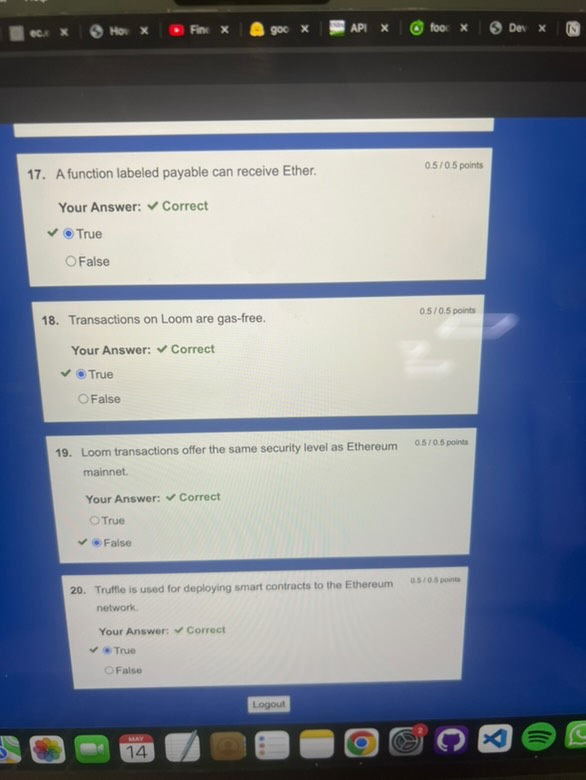 ec.
Hov
Fin
goo
API
foo
Dev
17. A function labeled payable can receive Ether.
0.5 / 0.5 points
Your Answer: ✔ Correct
True
False
18. Transactions on Loom are gas-free.
0.5 / 0.5 points
Your Answer: ✔ Correct
True
False
19. Loom transactions offer the same security level as Ethereum
0.5 / 0.5 points
mainnet.
Your Answer: ✔ Correct
True
False
20. Truffle is used for deploying smart contracts to the Ethereum
0.5 / 0.5 points
network.
Your Answer: ✔ Correct
True
False
Logout
MAY
14
2